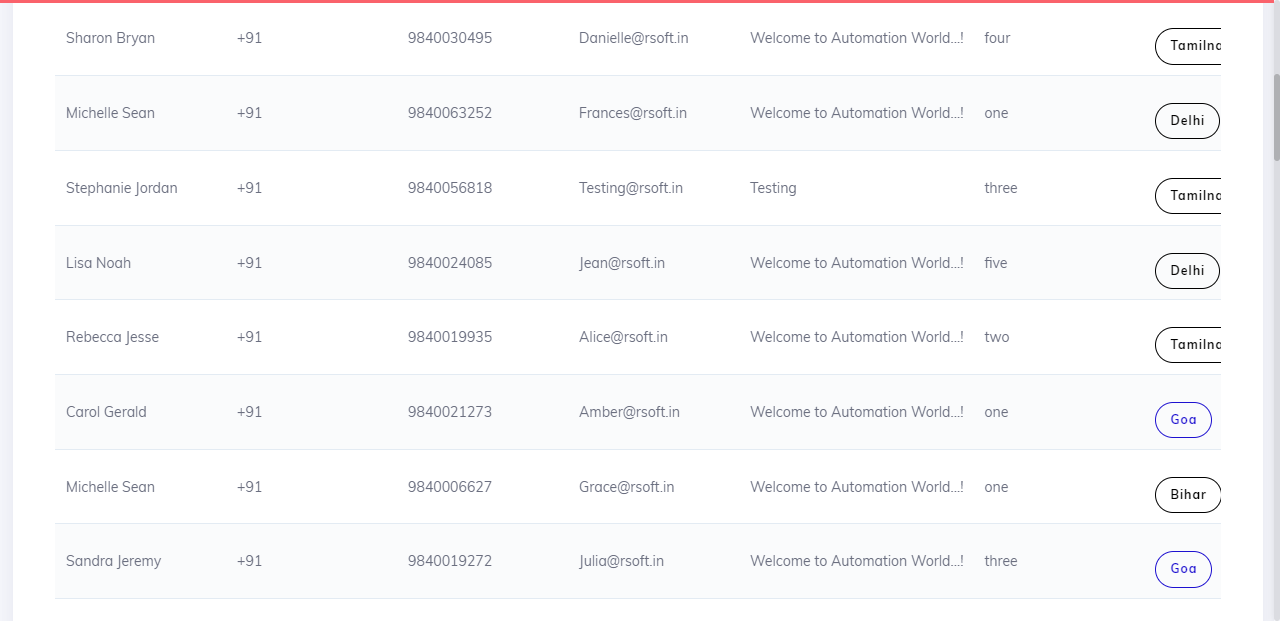 Sharon Bryan +91 9840030495 Danielle@rsoft.in Welcome to Automation World...! four Tamilna
Michelle Sean +91 9840063252 Frances@rsoft.in Welcome to Automation World...! one Delhi
Stephanie Jordan +91 9840056818 Testing@rsoft.in Testing three Tamilna
Lisa Noah +91 9840024085 Jean@rsoft.in Welcome to Automation World...! five Delhi
Rebecca Jesse +91 9840019935 Alice@rsoft.in Welcome to Automation World...! two Tamilna
Carol Gerald +91 9840021273 Amber@rsoft.in Welcome to Automation World...! one Goa
Michelle Sean +91 9840006627 Grace@rsoft.in Welcome to Automation World...! one Bihar
Sandra Jeremy +91 9840019272 Julia@rsoft.in Welcome to Automation World...! three Goa